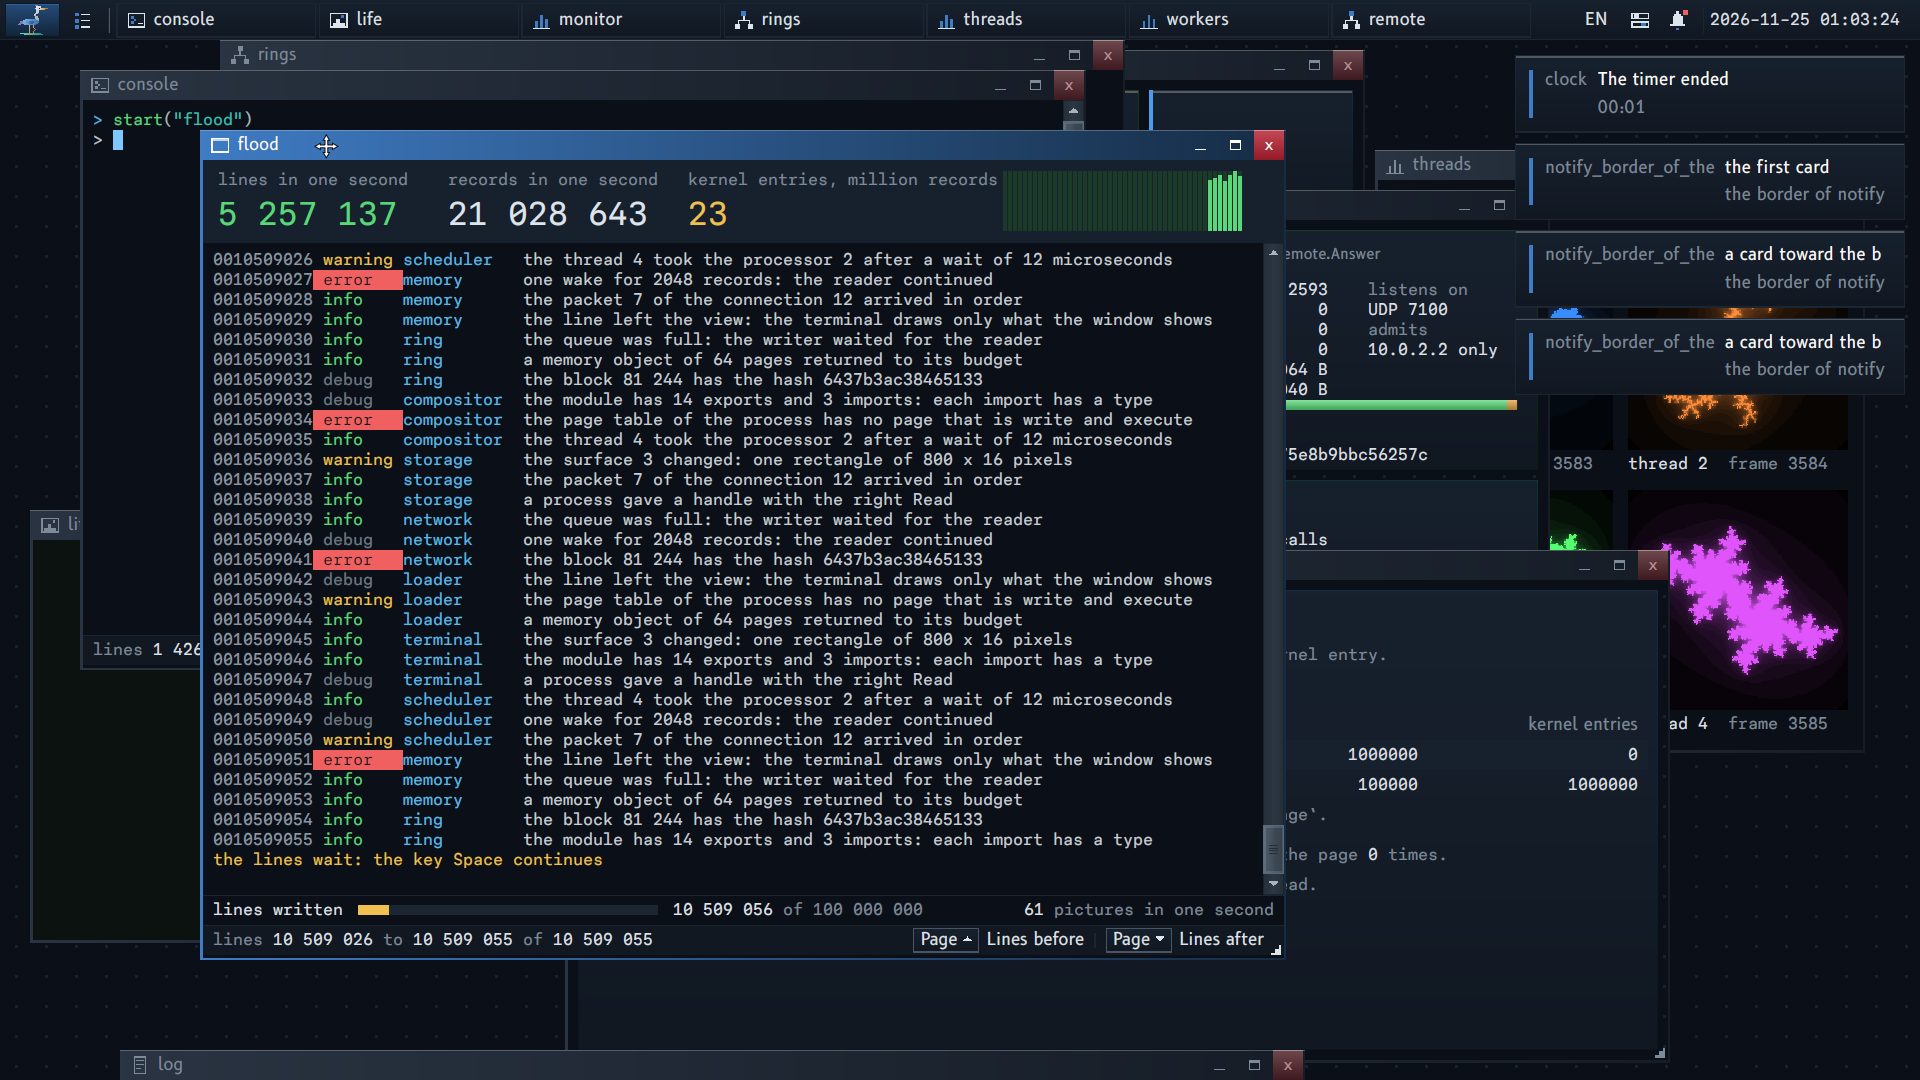 console
life
monitor
rings
threads
workers
remote
EN
2026-11-25 01:03:24
rings
console
> start("flood")
>
lines 1 426
li
flood
lines in one second
records in one second
kernel entries, million records
5 257 137
21 028 643
23
0010509026 warning scheduler the thread 4 took the processor 2 after a wait of 12 microseconds
0010509027 error memory one wake for 2048 records: the reader continued
0010509028 info memory the packet 7 of the connection 12 arrived in order
0010509029 info memory the line left the view: the terminal draws only what the window shows
0010509030 info ring the queue was full: the writer waited for the reader
0010509031 info ring a memory object of 64 pages returned to its budget
0010509032 debug ring the block 81 244 has the hash 6437b3ac38465133
0010509033 debug compositor the module has 14 exports and 3 imports: each import has a type
0010509034 error compositor the page table of the process has no page that is write and execute
0010509035 info compositor the thread 4 took the processor 2 after a wait of 12 microseconds
0010509036 warning storage the surface 3 changed: one rectangle of 800 x 16 pixels
0010509037 info storage the packet 7 of the connection 12 arrived in order
0010509038 info storage a process gave a handle with the right Read
0010509039 info network the queue was full: the writer waited for the reader
0010509040 debug network one wake for 2048 records: the reader continued
0010509041 error network the block 81 244 has the hash 6437b3ac38465133
0010509042 debug loader the line left the view: the terminal draws only what the window shows
0010509043 warning loader the page table of the process has no page that is write and execute
0010509044 info loader a memory object of 64 pages returned to its budget
0010509045 info terminal the surface 3 changed: one rectangle of 800 x 16 pixels
0010509046 info terminal the module has 14 exports and 3 imports: each import has a type
0010509047 debug terminal a process gave a handle with the right Read
0010509048 info scheduler the thread 4 took the processor 2 after a wait of 12 microseconds
0010509049 debug scheduler one wake for 2048 records: the reader continued
0010509050 warning scheduler the packet 7 of the connection 12 arrived in order
0010509051 error memory the line left the view: the terminal draws only what the window shows
0010509052 info memory the queue was full: the writer waited for the reader
0010509053 info memory a memory object of 64 pages returned to its budget
0010509054 info ring the block 81 244 has the hash 6437b3ac38465133
0010509055 info ring the module has 14 exports and 3 imports: each import has a type
the lines wait: the key Space continues
lines written 10 509 056 of 100 000 000 61 pictures in one second
lines 10 509 026 to 10 509 055 of 10 509 055 Page Lines before Page Lines after
clock The timer ended
00:01
notify_border_of_the the first card
the border of notify
notify_border_of_the a card toward the b
the border of notify
notify_border_of_the a card toward the b
the border of notify
threads
emote.Answer
2593 listens on
0 UDP 7100
0 admits
0 10.0.2.2 only
64 B
40 B
5e8b9bbc56257c
calls
3583
thread 2 frame 3584
ad 4 frame 3585
nel entry.
kernel entries
1000000 0
100000 1000000
ge`.
he page 0 times.
ad.
log